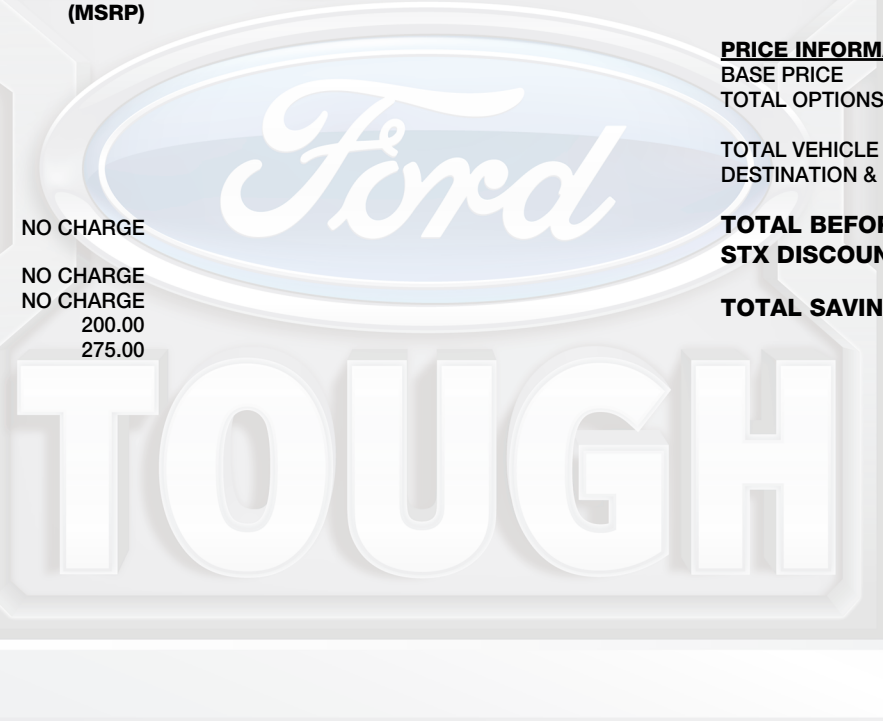 (MSRP)
NO CHARGE
NO CHARGE
NO CHARGE
200.00
275.00
PRICE INFORM
BASE PRICE
TOTAL OPTIONS
TOTAL VEHICLE
DESTINATION &
TOTAL BEFOR
STX DISCOUN
TOTAL SAVIN
Ford
TOUGH